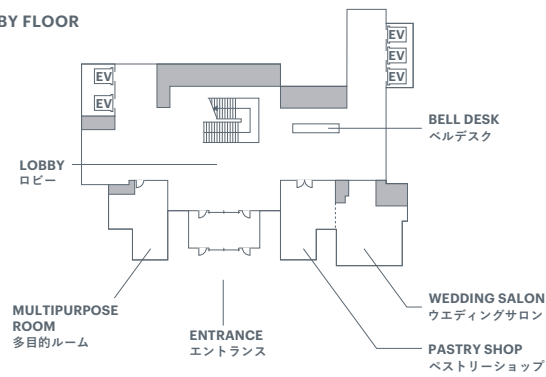 BY FLOOR
EV
EV
EV
EV
EV
BELL DESK
ベルデスク
LOBBY
ロビー
MULTIPURPOSE
ROOM
多目的ルーム
ENTRANCE
エントランス
WEDDING SALON
ウエディングサロン
PASTRY SHOP
ペストリーショップ